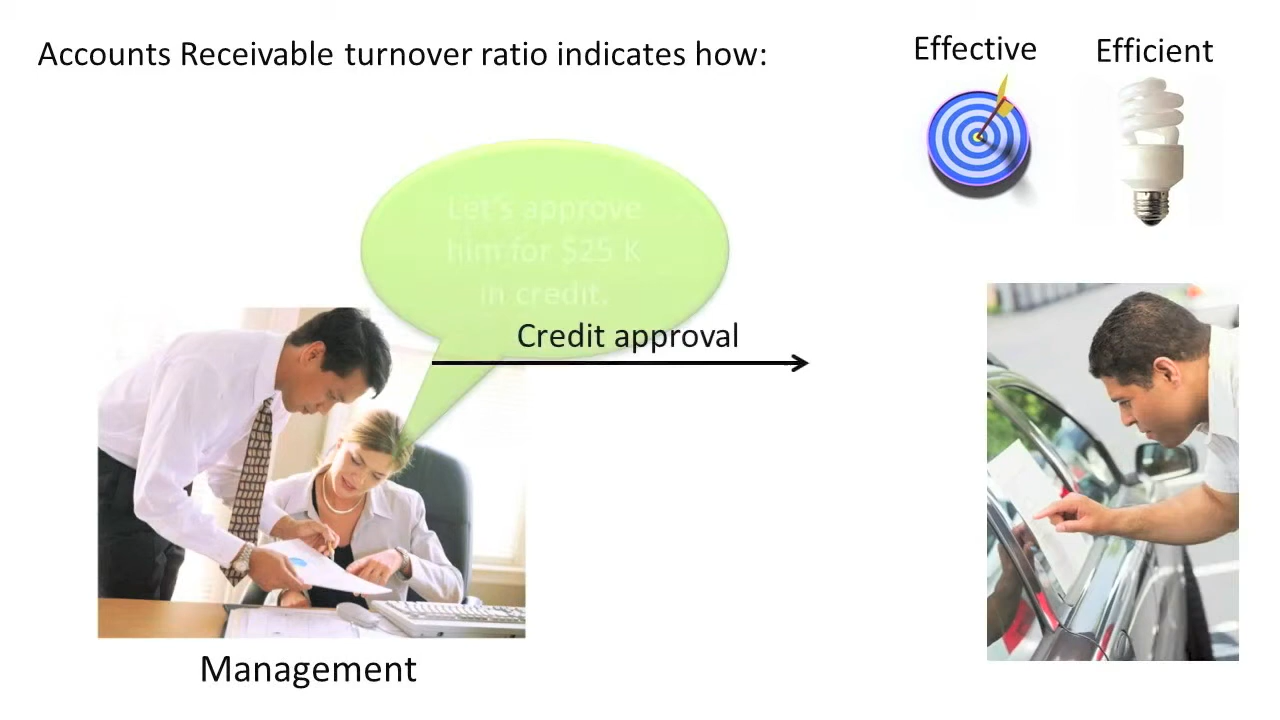 Accounts Receivable turnover ratio indicates how:
Effective
Efficient
Let's approve
him for $25 K
in credit.
Credit approval
Management